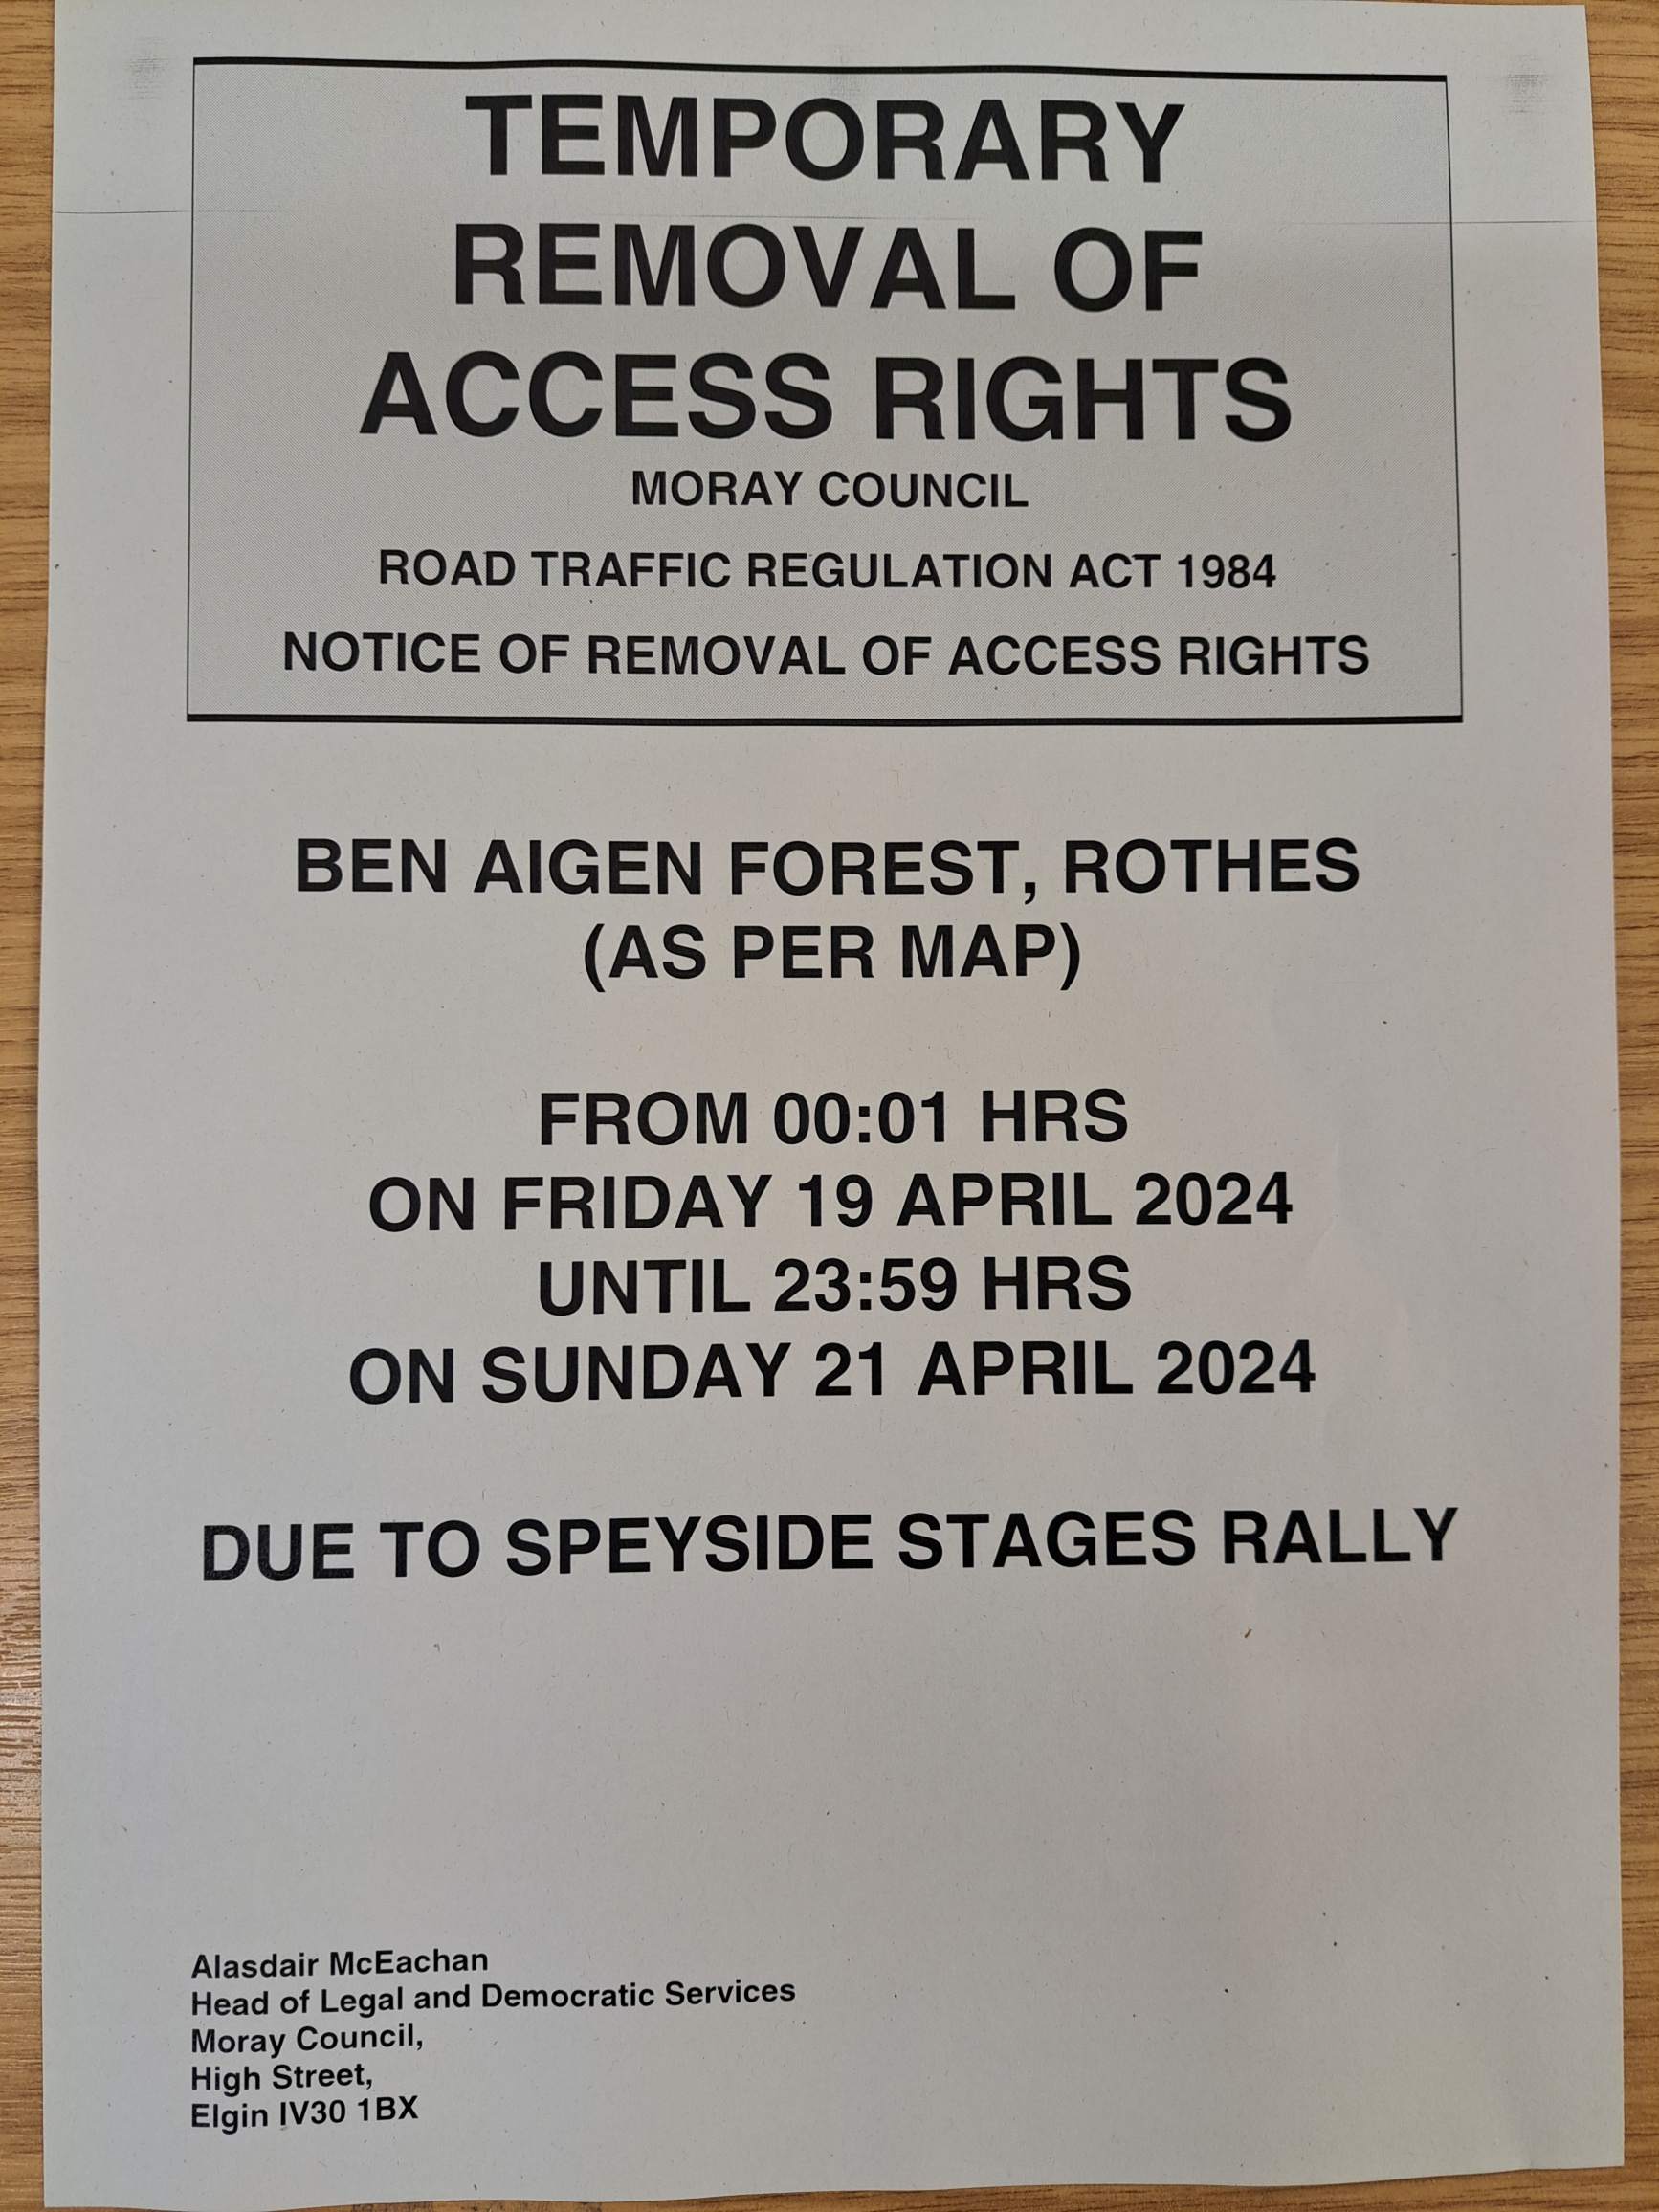 TEMPORARY
REMOVAL OF
ACCESS RIGHTS
MORAY COUNCIL
ROAD TRAFFIC REGULATION ACT 1984
NOTICE OF REMOVAL OF ACCESS RIGHTS
BEN AIGEN FOREST, ROTHES
(AS PER MAP)
FROM 00:01 HRS
ON FRIDAY 19 APRIL 2024
UNTIL 23:59 HRS
ON SUNDAY 21 APRIL 2024
DUE TO SPEYSIDE STAGES RALLY
Alasdair McEachan
Head of Legal and Democratic Services
Moray Council,
High Street,
Elgin IV30 1BX